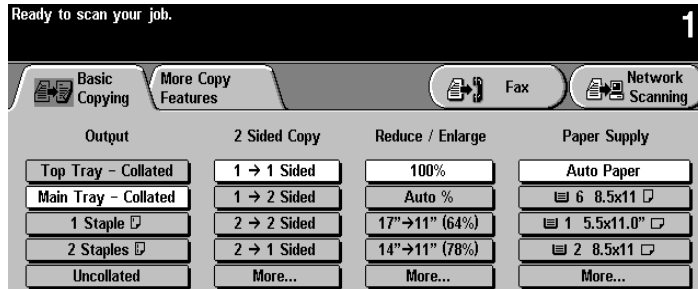 Ready to scan your job.
1
Basic Copying
More Copy Features
Fax
Network Scanning
Output
2 Sided Copy
Reduce / Enlarge
Paper Supply
Top Tray - Collated
1 → 1 Sided
100%
Auto Paper
Main Tray - Collated
1 → 2 Sided
Auto %
6 8.5x11
1 Staple
2 → 2 Sided
17"→11" (64%)
1 5.5x11.0"
2 Staples
2 → 1 Sided
14"→11" (78%)
2 8.5x11
Uncollated
More...
More...
More...